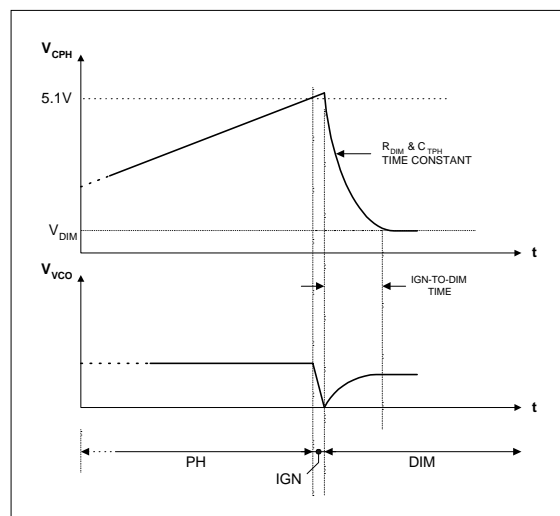 V_CPH
5.1V
R_DIM & C_TPH
TIME CONSTANT
V_DIM
t
V_VCO
IGN-TO-DIM
TIME
t
PH
DIM
IGN